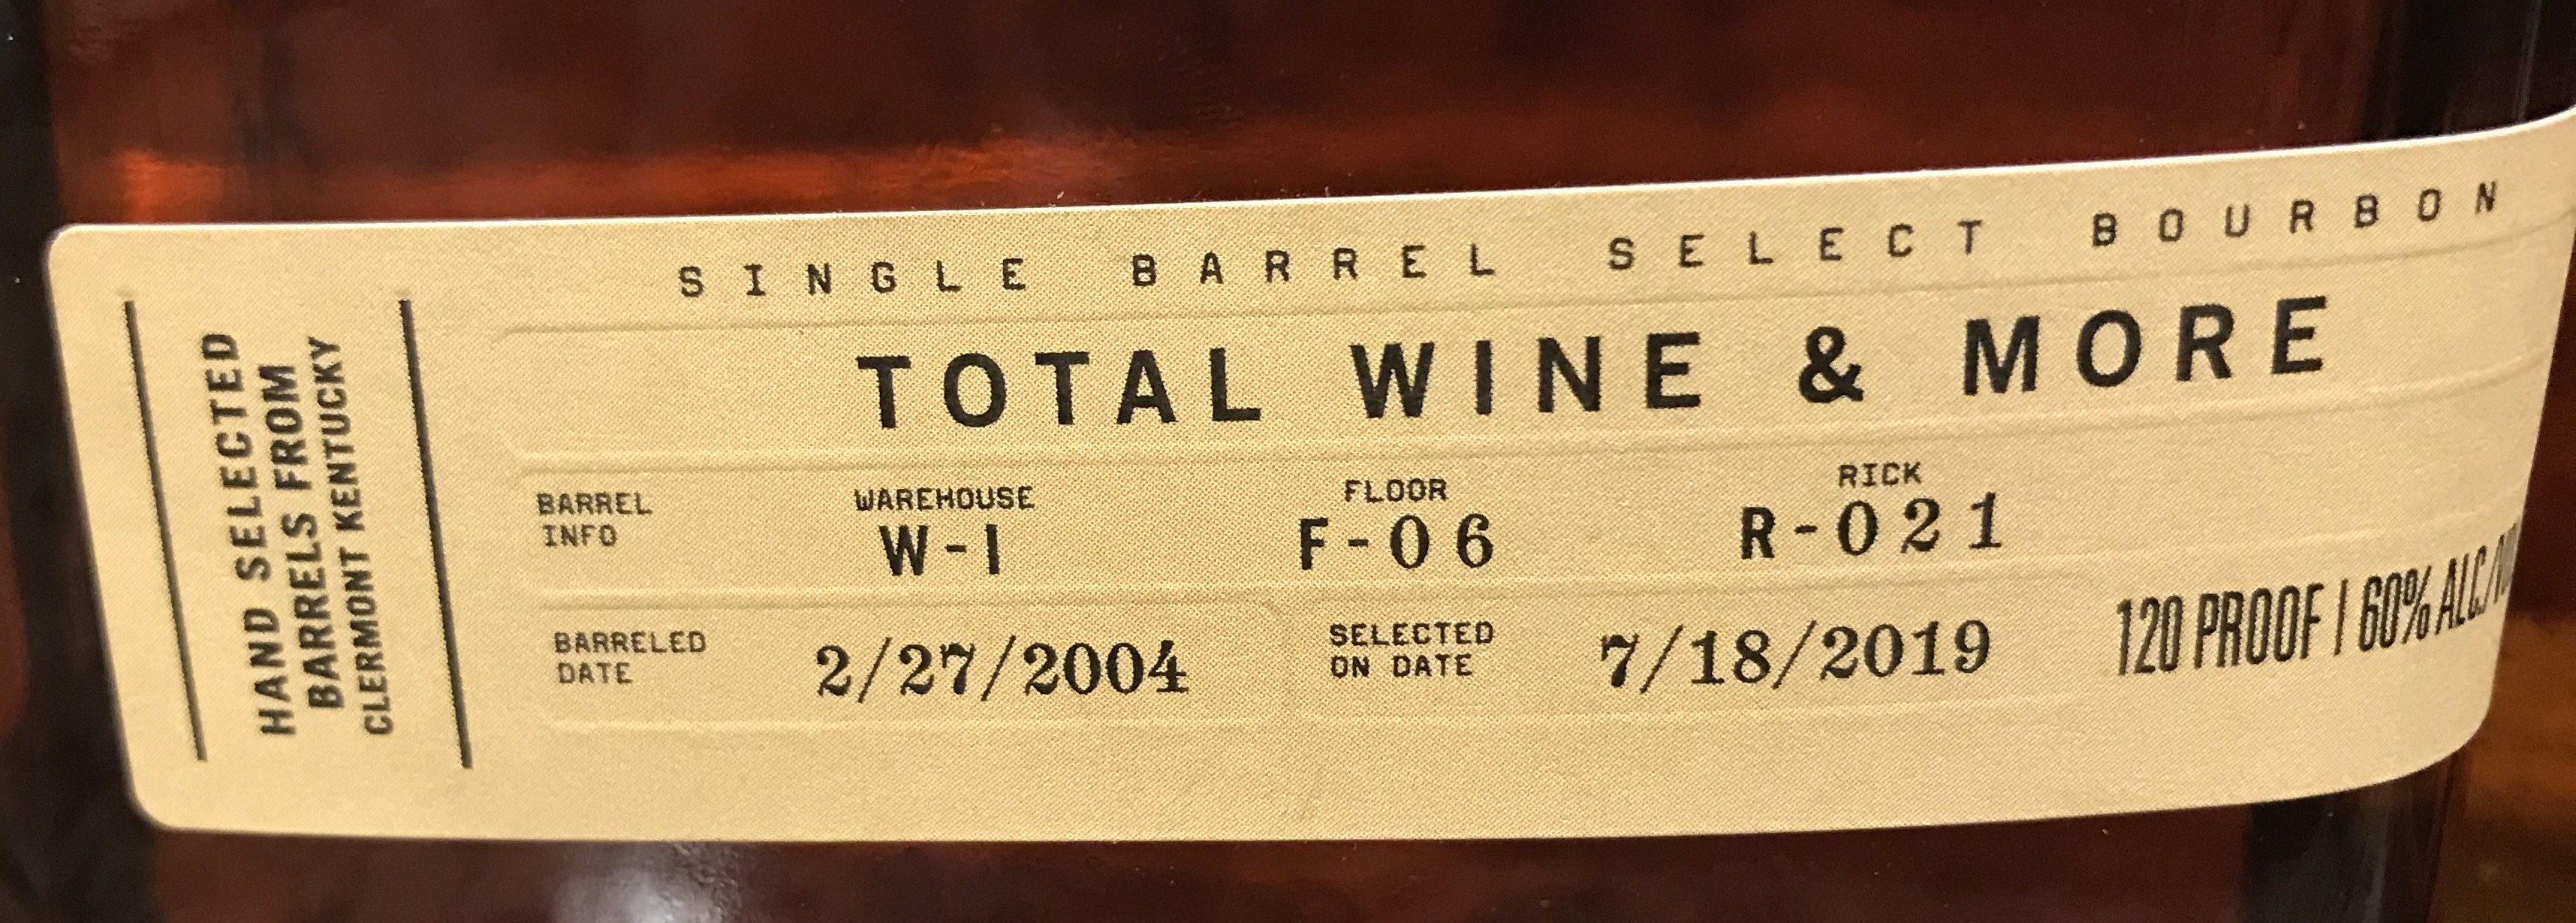 HAND SELECTED
BARRELS FROM
CLERMONT KENTUCKY
SINGLE BARREL SELECT BOURBON
TOTAL WINE & MORE
BARREL INFO
WAREHOUSE
W-I
FLOOR
F-06
RICK
R-021
BARRELED DATE
2/27/2004
SELECTED ON DATE
7/18/2019
120 PROOF | 60% ALC./